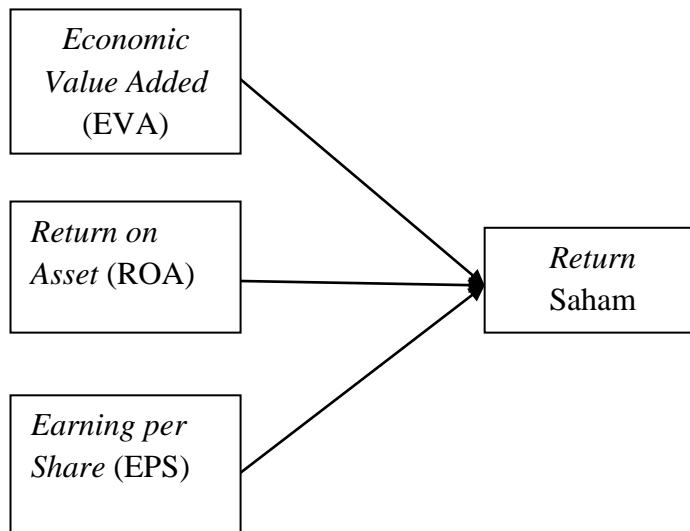 Economic
Value Added
(EVA)
Return on
Asset (ROA)
Return
Saham
Earning per
Share (EPS)